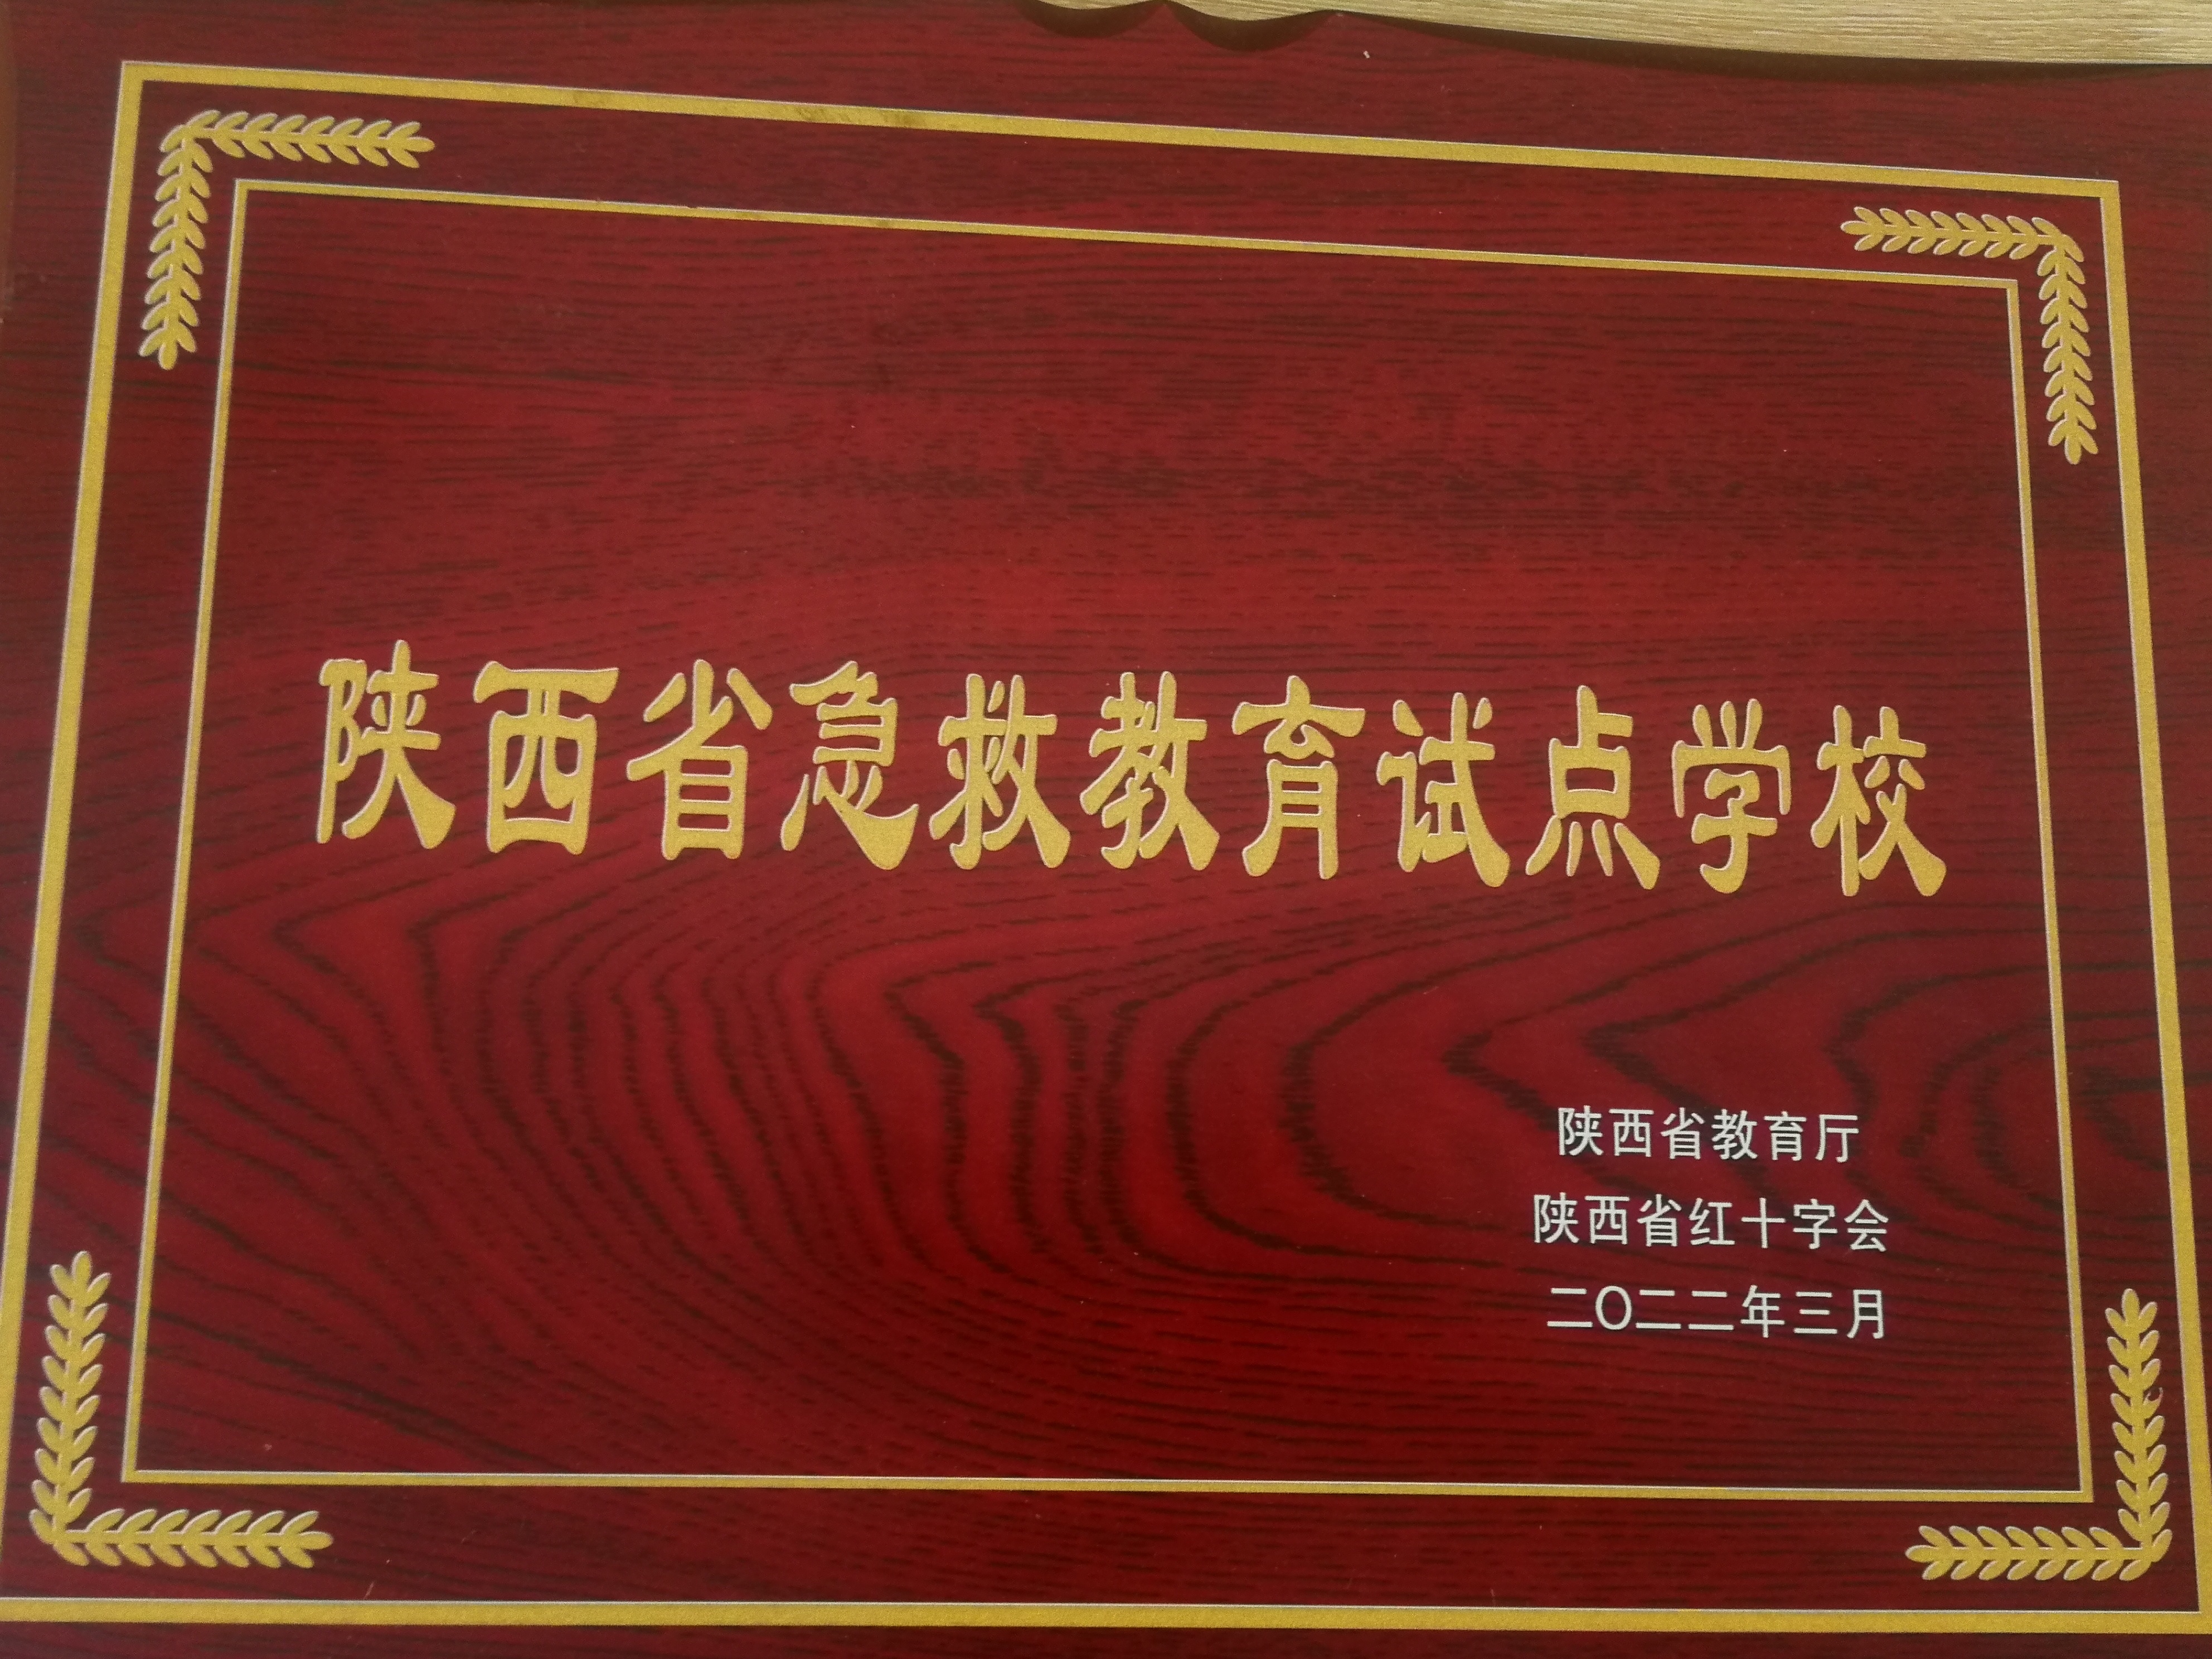 陕西省急救教育试点学校
陕西省教育厅
陕西省红十字会
二〇二二年三月